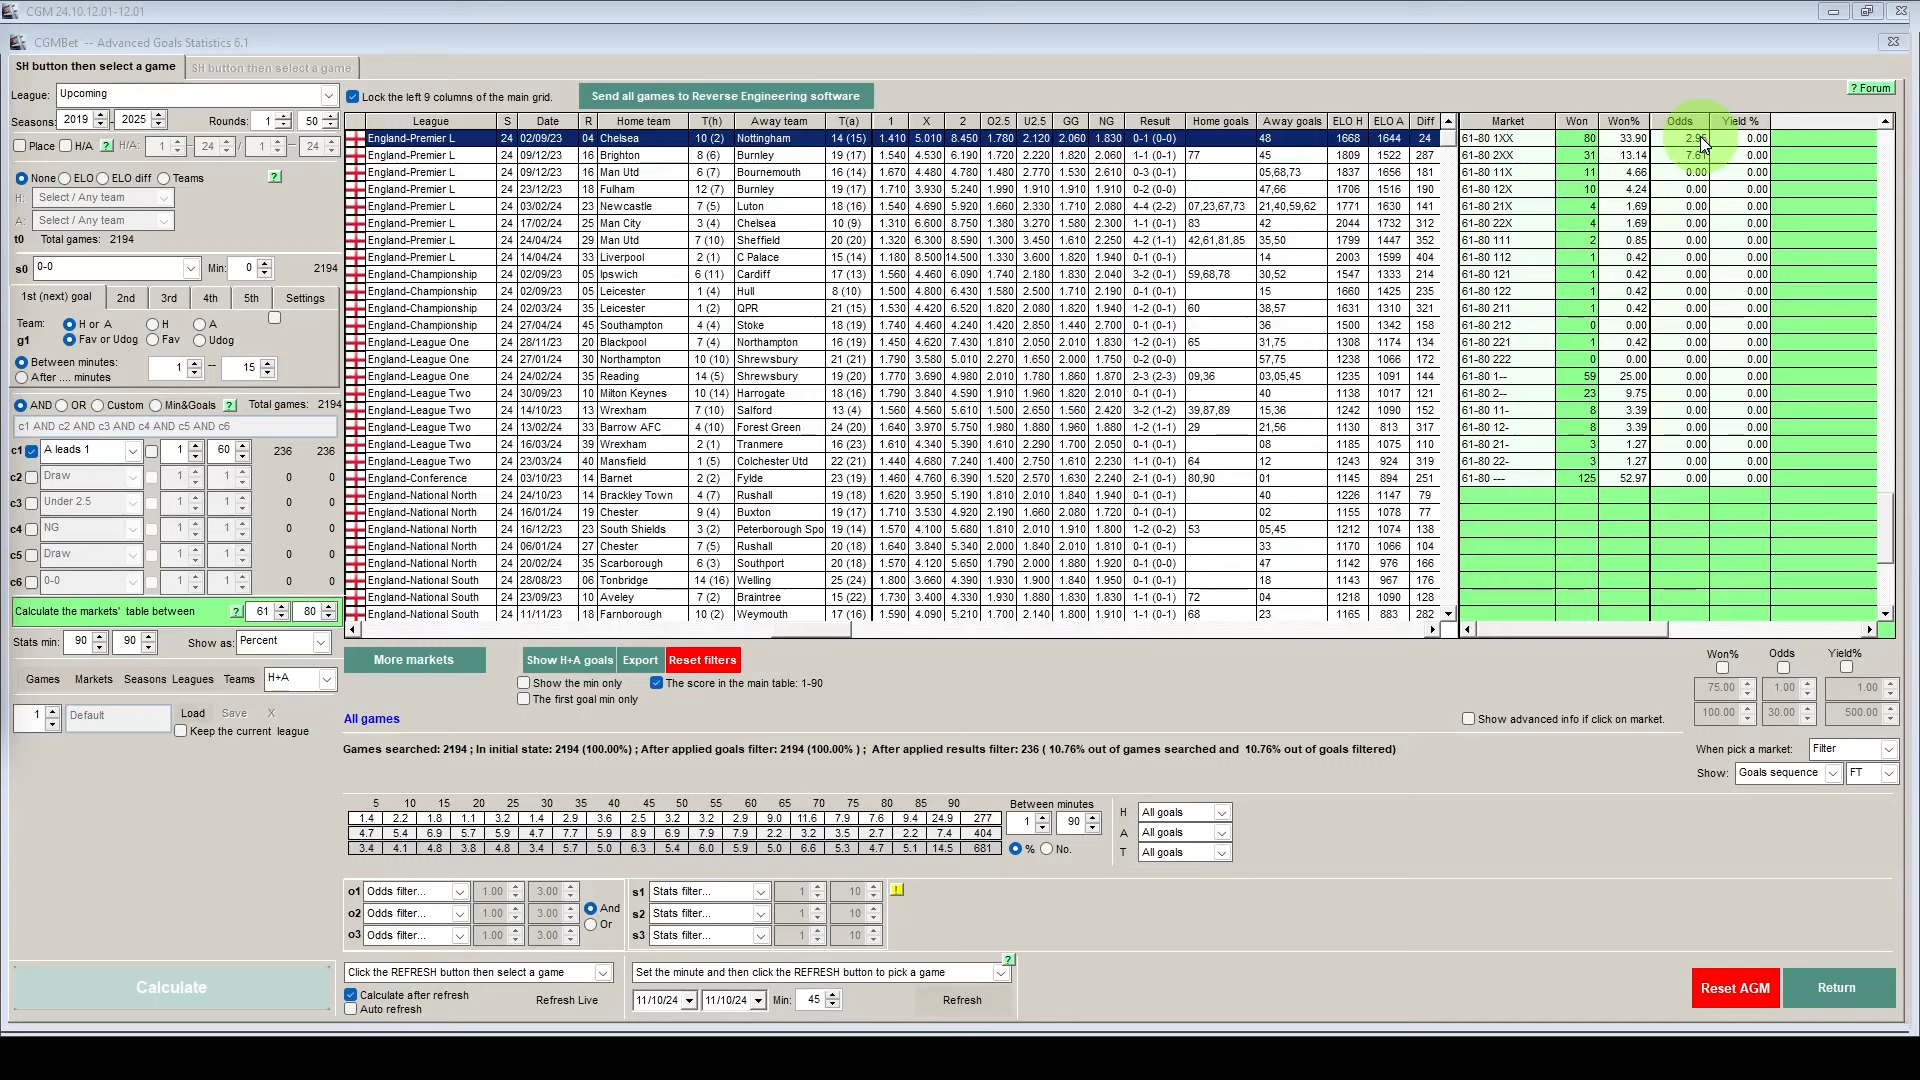 CGM 24.10.12.01-12.01
CGMBet -- Advanced Goals Statistics 6.1
SH button then select a game SH button then select a game
League: Upcoming
Lock the left 9 columns of the main grid. Send all games to Reverse Engineering software ? Forum
Seasons: 2019 - 2025 Rounds: 1 50
Place H/A ? H/A: 1 - 24 / 1 - 24
None ELO ELO diff Teams ?
H: Select / Any team
A: Select / Any team
t0 Total games: 2194
s0 0-0 Min: 0 2194
1st (next) goal 2nd 3rd 4th 5th Settings
Team: H or A H A
g1 Fav or Udog Fav Udog
Between minutes: 1 -- 15
After .... minutes
AND OR Custom Min&Goals ? Total games: 2194
c1 AND c2 AND c3 AND c4 AND c5 AND c6
c1 A leads 1 1 60 236 236
c2 Draw 1 1 0 0
c3 Under 2.5 1 1 0 0
c4 NG 1 1 0 0
c5 Draw 1 1 0 0
c6 0-0 1 1 0 0
Calculate the markets' table between ? 61 80
Stats min: 90 90 Show as: Percent
Games Markets Seasons Leagues Teams H+A
1 Default Load Save X
Keep the current league
Calculate
League S Date R Home team T(h) Away team T(a) 1 X 2 O2.5 U2.5 GG NG Result Home goals Away goals ELO H ELO A Diff
England-Premier L 24 02/09/23 04 Chelsea 10 (2) Nottingham 14 (15) 1.410 5.010 8.450 1.780 2.120 2.060 1.830 0-1 (0-0) 48 1668 1644 24
England-Premier L 24 09/12/23 16 Brighton 8 (6) Burnley 19 (17) 1.540 4.530 6.190 1.720 2.220 1.820 2.060 1-1 (0-1) 77 45 1809 1522 287
England-Premier L 24 09/12/23 16 Man Utd 6 (7) Bournemouth 16 (14) 1.670 4.480 4.780 1.480 2.770 1.530 2.610 0-3 (0-1) 05,68,73 1837 1656 181
England-Premier L 24 23/12/23 18 Fulham 12 (7) Burnley 19 (17) 1.710 3.930 5.240 1.990 1.910 1.910 1.910 0-2 (0-0) 47,66 1706 1516 190
England-Premier L 24 03/02/24 23 Newcastle 7 (5) Luton 18 (16) 1.540 4.690 5.920 1.660 2.330 1.710 2.080 4-4 (2-2) 07,23,67,73 21,40,59,62 1771 1630 141
England-Premier L 24 17/02/24 25 Man City 3 (4) Chelsea 10 (9) 1.310 6.600 8.750 1.380 3.270 1.580 2.300 1-1 (0-1) 83 42 2044 1732 312
England-Premier L 24 24/04/24 29 Man Utd 7 (10) Sheffield 20 (20) 1.320 6.300 8.590 1.300 3.450 1.610 2.250 4-2 (1-1) 42,61,81,85 35,50 1799 1447 352
England-Premier L 24 14/04/24 33 Liverpool 2 (1) C Palace 15 (14) 1.180 8.500 14.500 1.330 3.600 1.820 1.940 0-1 (0-1) 14 2003 1599 404
England-Championship 24 02/09/23 05 Ipswich 6 (11) Cardiff 17 (13) 1.560 4.460 6.090 1.740 2.180 1.830 2.040 3-2 (0-1) 59,68,78 30,52 1547 1333 214
England-Championship 24 02/09/23 05 Leicester 1 (4) Hull 8 (10) 1.500 4.800 6.430 1.580 2.500 1.710 2.190 0-1 (0-1) 15 1660 1425 235
England-Championship 24 02/03/24 35 Leicester 1 (2) QPR 21 (15) 1.530 4.420 6.520 1.820 2.080 1.820 1.940 1-2 (0-1) 60 38,57 1631 1310 321
England-Championship 24 27/04/24 45 Southampton 4 (4) Stoke 18 (19) 1.740 4.460 4.240 1.420 2.850 1.440 2.700 0-1 (0-1) 36 1500 1342 158
England-League One 24 28/11/23 20 Blackpool 7 (4) Northampton 16 (19) 1.450 4.620 7.430 1.810 2.050 2.010 1.830 1-2 (0-1) 65 31,75 1308 1174 134
England-League One 24 27/01/24 30 Northampton 10 (10) Shrewsbury 21 (21) 1.790 3.580 5.010 2.270 1.650 2.000 1.750 0-2 (0-0) 57,75 1238 1066 172
England-League One 24 24/02/24 35 Reading 14 (5) Shrewsbury 19 (20) 1.770 3.690 4.980 2.010 1.780 1.860 1.870 2-3 (2-3) 09,36 03,05,45 1235 1091 144
England-League Two 24 30/09/23 10 Milton Keynes 10 (14) Harrogate 18 (16) 1.790 3.840 4.590 1.910 1.960 1.820 2.010 0-1 (0-1) 40 1138 1017 121
England-League Two 24 14/10/23 13 Wrexham 7 (10) Salford 13 (4) 1.560 4.560 5.610 1.500 2.650 1.560 2.420 3-2 (1-2) 39,87,89 15,36 1242 1090 152
England-League Two 24 13/02/24 33 Barrow AFC 4 (10) Forest Green 24 (20) 1.640 3.970 5.750 1.980 1.880 1.960 1.880 1-2 (1-1) 29 21,56 1130 813 317
England-League Two 24 16/03/24 39 Wrexham 2 (1) Tranmere 16 (23) 1.610 4.340 5.390 1.610 2.290 1.700 2.050 0-1 (0-1) 08 1185 1075 110
England-League Two 24 23/03/24 40 Mansfield 1 (5) Colchester Utd 22 (21) 1.440 4.680 7.240 1.400 2.750 1.610 2.230 1-1 (0-1) 64 12 1243 924 319
England-Conference 24 03/10/23 14 Barnet 2 (2) Fylde 23 (19) 1.460 4.760 6.390 1.520 2.570 1.630 2.240 2-1 (0-1) 80,90 01 1145 894 251
England-National North 24 24/10/23 14 Brackley Town 4 (7) Rushall 19 (18) 1.620 3.950 5.190 1.810 2.010 1.840 1.940 0-1 (0-1) 40 1226 1147 79
England-National North 24 16/01/24 19 Chester 9 (4) Buxton 19 (17) 1.710 3.530 4.920 2.190 1.660 2.080 1.720 0-1 (0-1) 02 1155 1078 77
England-National North 24 16/12/23 23 South Shields 3 (2) Peterborough Spo 19 (14) 1.570 4.100 5.680 1.810 2.010 1.910 1.800 1-2 (0-2) 53 05,45 1212 1074 138
England-National North 24 06/01/24 27 Chester 7 (5) Rushall 20 (18) 1.640 3.840 5.340 2.000 1.840 2.010 1.810 0-1 (0-1) 33 1170 1066 104
England-National North 24 20/02/24 35 Scarborough 6 (3) Southport 20 (18) 1.570 4.120 5.650 1.790 2.000 1.880 1.920 0-1 (0-1) 47 1142 976 166
England-National South 24 28/08/23 06 Tonbridge 14 (16) Welling 25 (24) 1.800 3.660 4.390 1.930 1.900 1.840 1.950 0-1 (0-1) 18 1143 967 176
England-National South 24 23/09/23 10 Aveley 7 (2) Braintree 15 (22) 1.730 3.400 4.330 1.930 1.880 1.830 1.830 1-1 (0-1) 72 04 1218 1090 128
England-National South 24 11/11/23 18 Farnborough 10 (2) Weymouth 17 (16) 1.590 4.090 5.210 1.700 2.140 1.800 1.910 1-1 (0-1) 68 23 1165 883 282
Market Won Won% Odds Yield %
61-80 1XX 80 33.90 0.00
61-80 2XX 31 13.14 0.00
61-80 11X 11 4.66 0.00 0.00
61-80 12X 10 4.24 0.00 0.00
61-80 21X 4 1.69 0.00 0.00
61-80 22X 4 1.69 0.00 0.00
61-80 111 2 0.85 0.00 0.00
61-80 112 1 0.42 0.00 0.00
61-80 121 1 0.42 0.00 0.00
61-80 122 1 0.42 0.00 0.00
61-80 211 1 0.42 0.00 0.00
61-80 212 0 0.00 0.00 0.00
61-80 221 1 0.42 0.00 0.00
61-80 222 0 0.00 0.00 0.00
61-80 1-- 59 25.00 0.00 0.00
61-80 2-- 23 9.75 0.00 0.00
61-80 11- 8 3.39 0.00 0.00
61-80 12- 8 3.39 0.00 0.00
61-80 21- 3 1.27 0.00 0.00
61-80 22- 3 1.27 0.00 0.00
61-80 --- 125 52.97 0.00 0.00
More markets Show H+A goals Export Reset filters
Show the min only The score in the main table: 1-90
The first goal min only
Won% Odds Yield%
75.00 1.00 1.00
100.00 30.00 500.00
All games
Show advanced info if click on market.
Games searched: 2194 ; In initial state: 2194 (100.00%) ; After applied goals filter: 2194 (100.00% ) ; After applied results filter: 236 ( 10.76% out of games searched and 10.76% out of goals filtered)
When pick a market: Filter
Show: Goals sequence FT
5 10 15 20 25 30 35 40 45 50 55 60 65 70 75 80 85 90 Between minutes
1.4 2.2 1.8 1.1 3.2 1.4 2.9 3.6 2.5 3.2 3.2 2.9 9.0 11.6 7.9 7.6 9.4 24.9 277 1 90
4.7 5.4 6.9 5.7 5.9 4.7 7.7 5.9 8.9 6.9 7.9 7.9 2.2 3.2 3.5 2.7 2.2 7.4 404
3.4 4.1 4.8 3.8 4.8 3.4 5.7 5.0 6.3 5.4 6.0 5.9 5.0 6.6 5.3 4.7 5.1 14.5 681 % No.
H All goals
A All goals
T All goals
o1 Odds filter... 1.00 3.00 s1 Stats filter... 1 10 !
o2 Odds filter... 1.00 3.00 And s2 Stats filter... 1 10
o3 Odds filter... 1.00 3.00 Or s3 Stats filter... 1 10
Click the REFRESH button then select a game Set the minute and then click the REFRESH button to pick a game ?
Calculate after refresh Refresh Live 11/10/24 11/10/24 Min: 45 Refresh
Auto refresh
Reset AGM Return